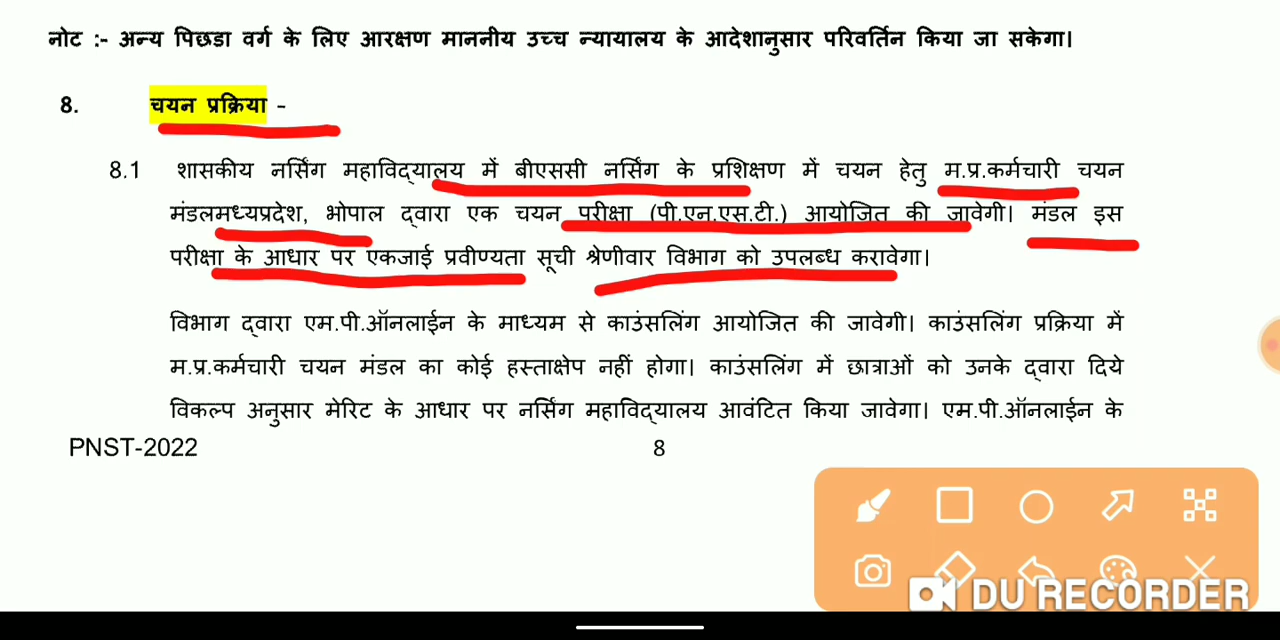 नोट :- अन्य पिछडा वर्ग के लिए आरक्षण माननीय उच्च न्यायालय के आदेशानुसार परिवर्तिन किया जा सकेगा।
8. चयन प्रक्रिया -
8.1 शासकीय नर्सिंग महाविद्यालय में बीएससी नर्सिंग के प्रशिक्षण में चयन हेतु म.प्र.कर्मचारी चयन
मंडलमध्यप्रदेश, भोपाल द्वारा एक चयन परीक्षा (पी.एन.एस.टी.) आयोजित की जावेगी। मंडल इस
परीक्षा के आधार पर एकजाई प्रवीण्यता सूची श्रेणीवार विभाग को उपलब्ध करावेगा।
विभाग द्वारा एम.पी.ऑनलाईन के माध्यम से काउंसलिंग आयोजित की जावेगी। काउंसलिंग प्रक्रिया में
म.प्र.कर्मचारी चयन मंडल का कोई हस्ताक्षेप नहीं होगा। काउंसलिंग में छात्राओं को उनके द्वारा दिये
विकल्प अनुसार मेरिट के आधार पर नर्सिंग महाविद्यालय आवंटित किया जावेगा। एम.पी.ऑनलाईन के
PNST-2022 8
DU RECORDER